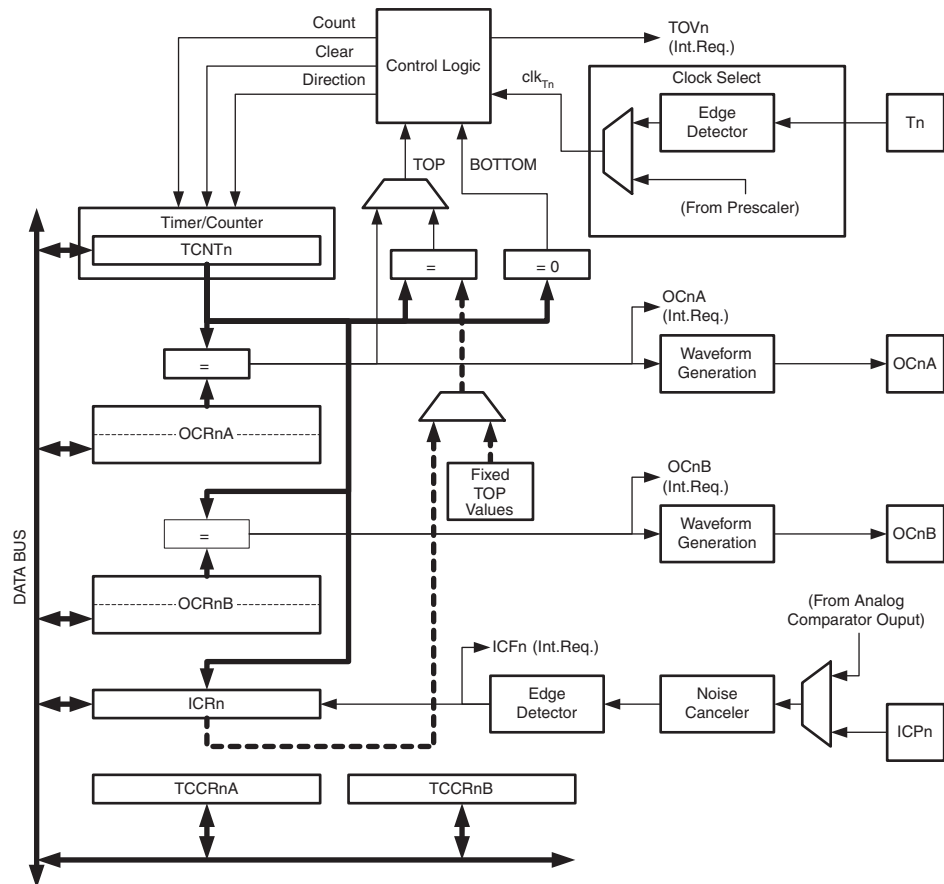 Count
Clear
Direction
Control Logic
TOVn
(Int.Req.)
clkTn
Clock Select
Edge
Detector
Tn
(From Prescaler)
TOP
BOTTOM
Timer/Counter
TCNTn
=
= 0
OCnA
(Int.Req.)
=
Waveform
Generation
OCnA
OCRnA
Fixed
TOP
Values
OCnB
(Int.Req.)
=
Waveform
Generation
OCnB
OCRnB
DATA BUS
(From Analog
Comparator Ouput)
ICFn (Int.Req.)
ICRn
Edge
Detector
Noise
Canceler
ICPn
TCCRnA
TCCRnB